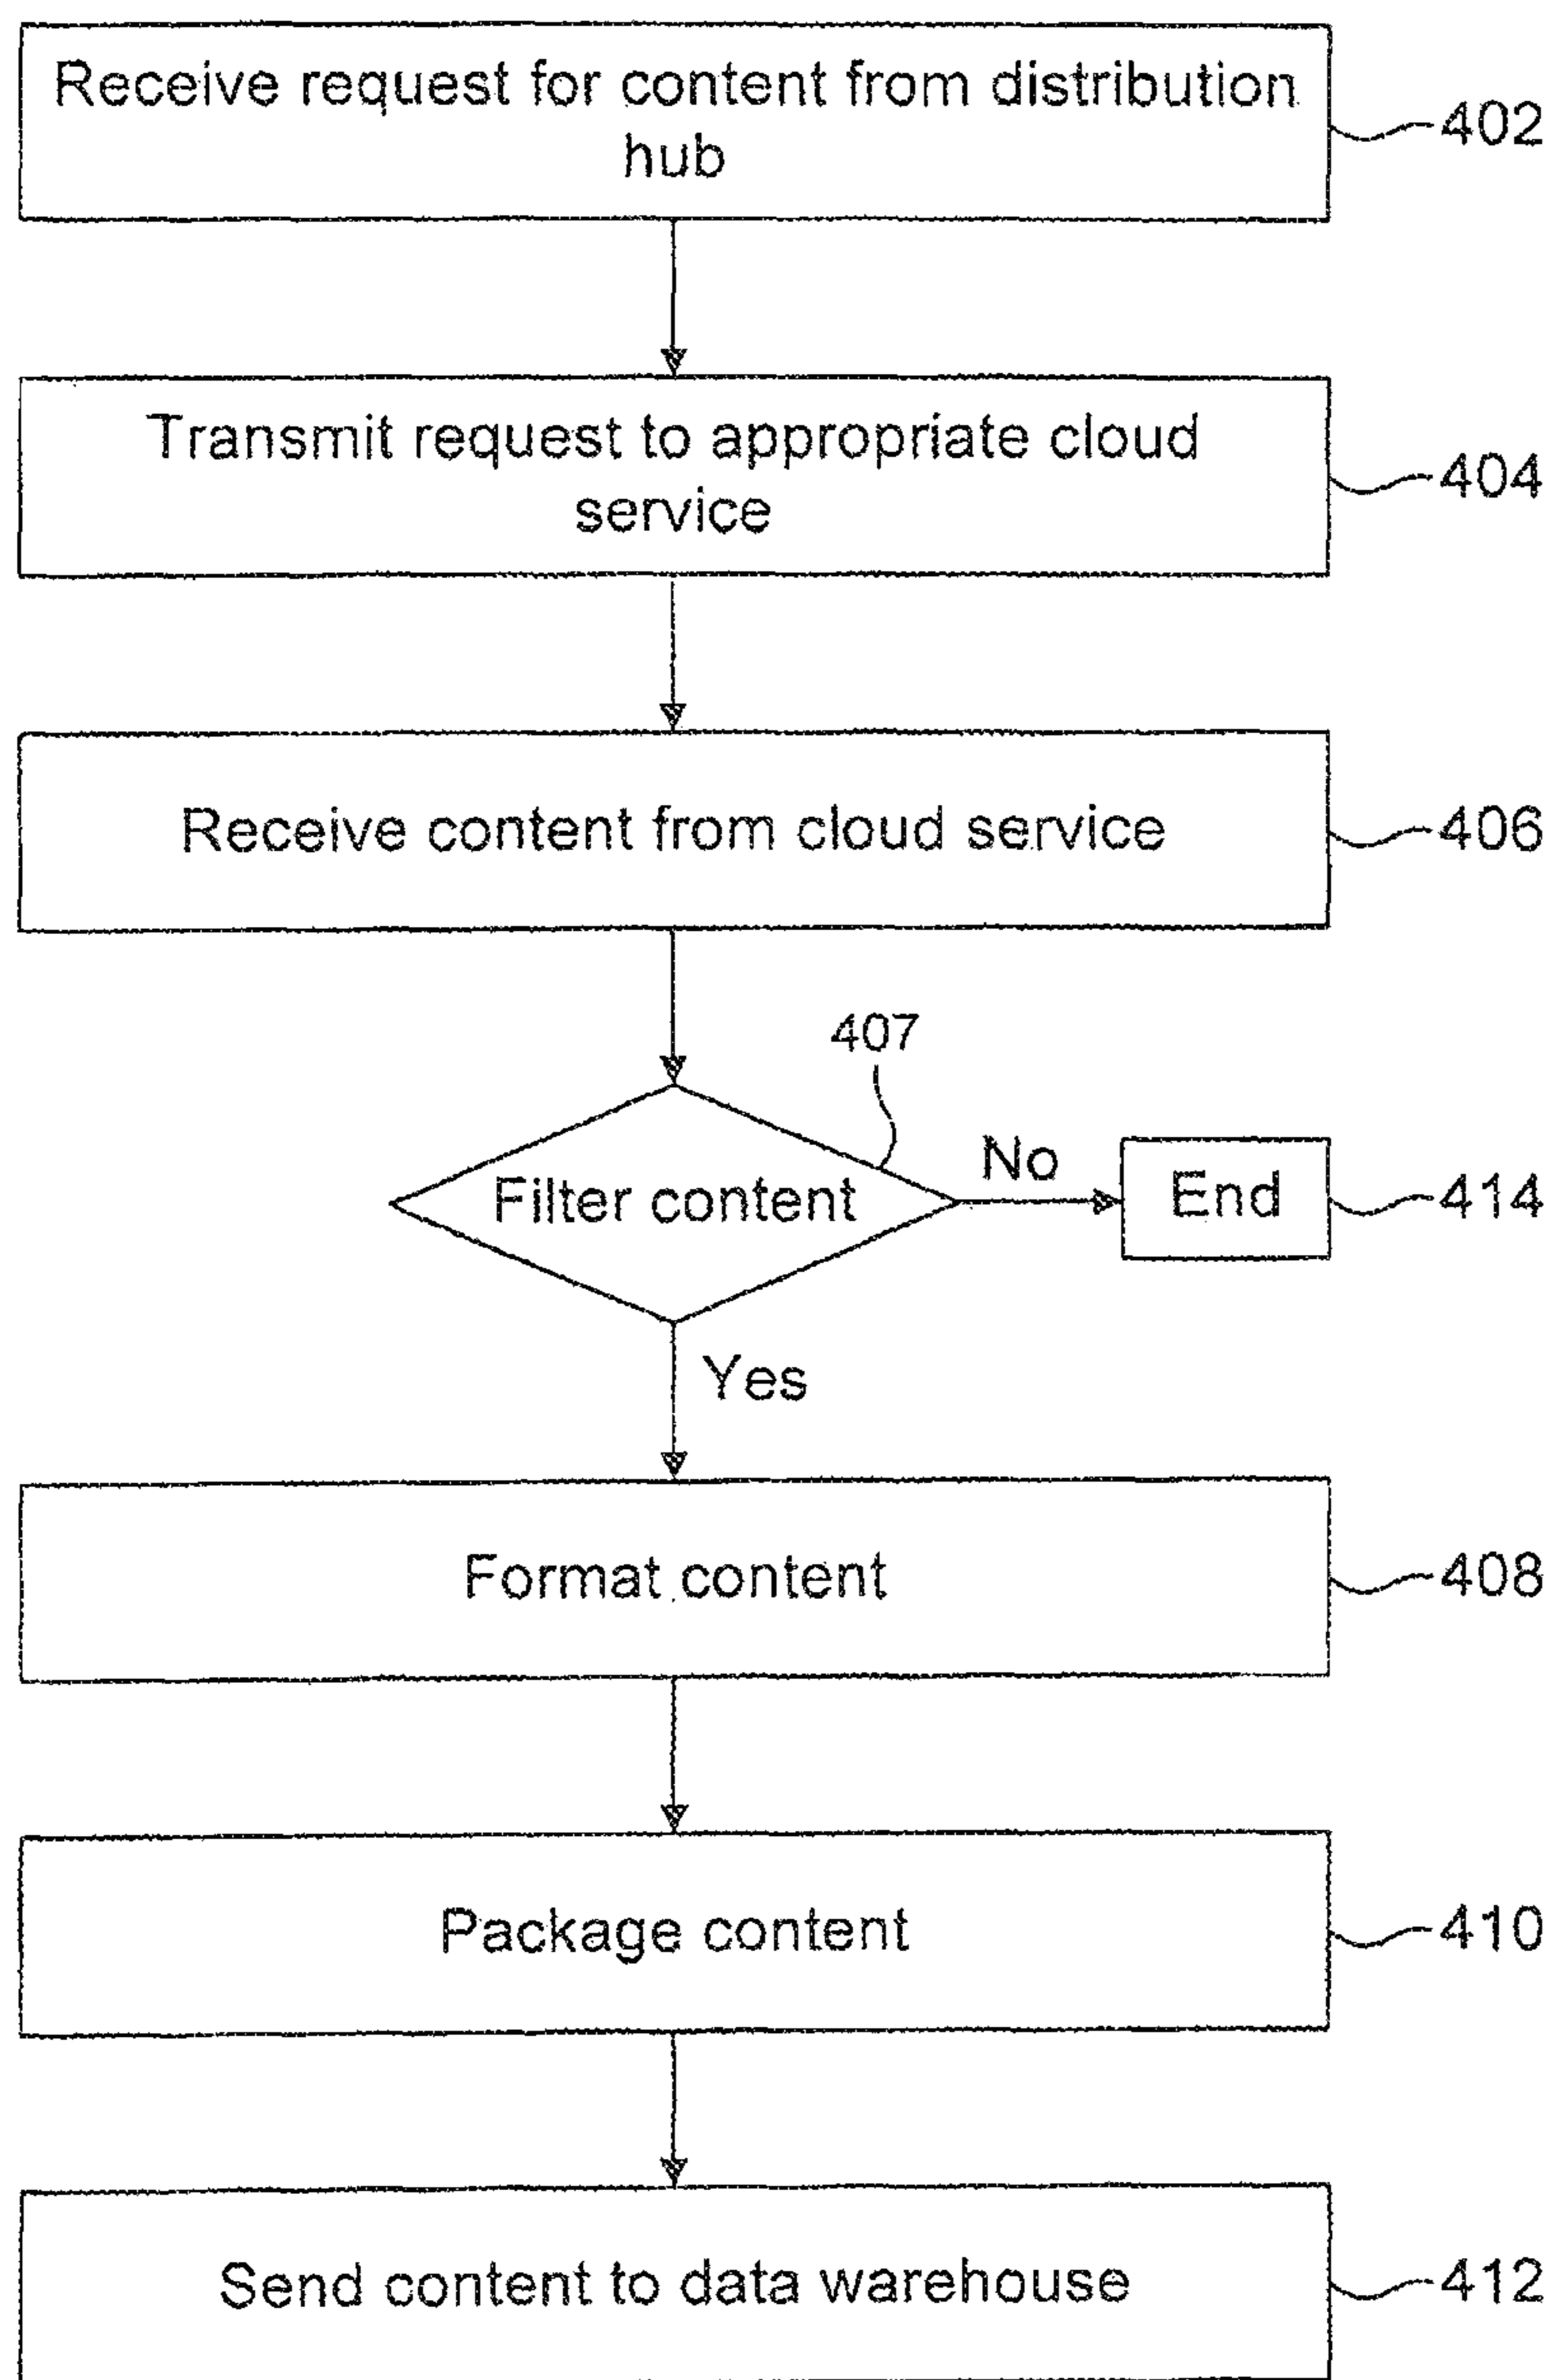 Receive request for content from distribution
hub
402
Transmit request to appropriate cloud
service
404
Receive content from cloud service
406
407
Filter content
No
End
414
Yes
Format content
408
Package content
410
Send content to data warehouse
412